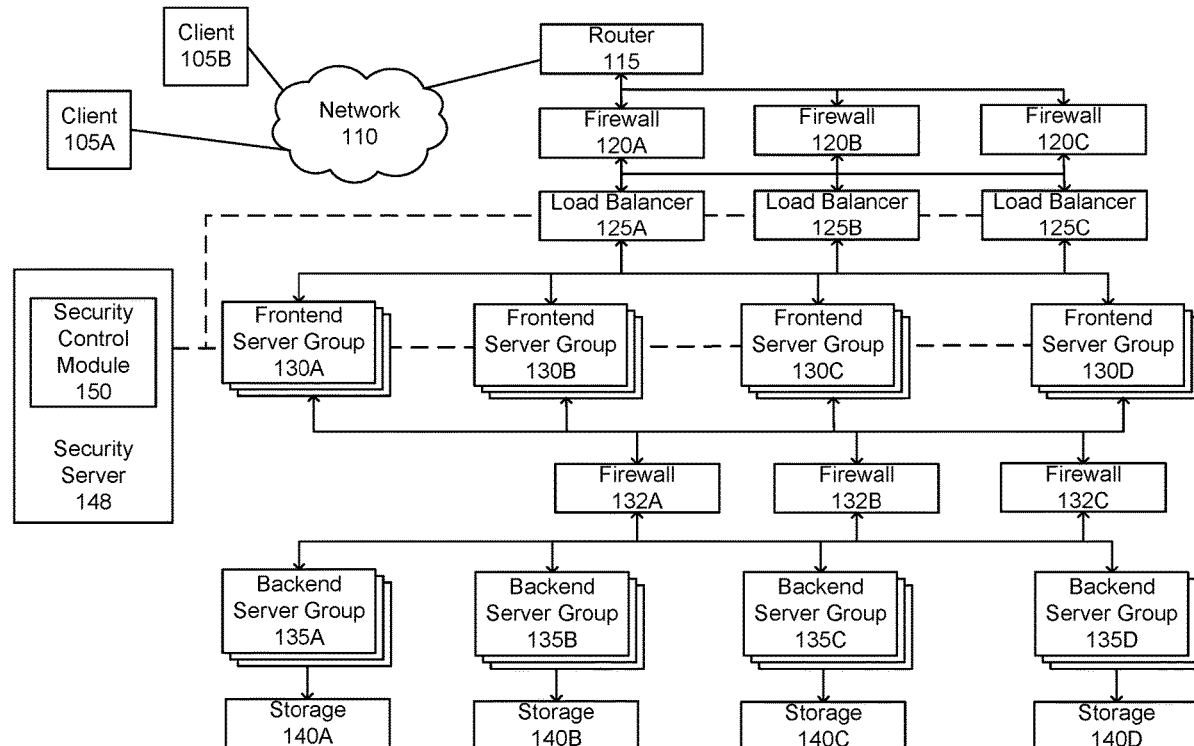 Client
105B
Router
115
Client
105A
Network
110
Firewall
120A
Firewall
120B
Firewall
120C
Load Balancer
125A
Load Balancer
125B
Load Balancer
125C
Security
Control
Module
150
Security
Server
148
Frontend
Server Group
130A
Frontend
Server Group
130B
Frontend
Server Group
130C
Frontend
Server Group
130D
Firewall
132A
Firewall
132B
Firewall
132C
Backend
Server Group
135A
Backend
Server Group
135B
Backend
Server Group
135C
Backend
Server Group
135D
Storage
140A
Storage
140B
Storage
140C
Storage
140D